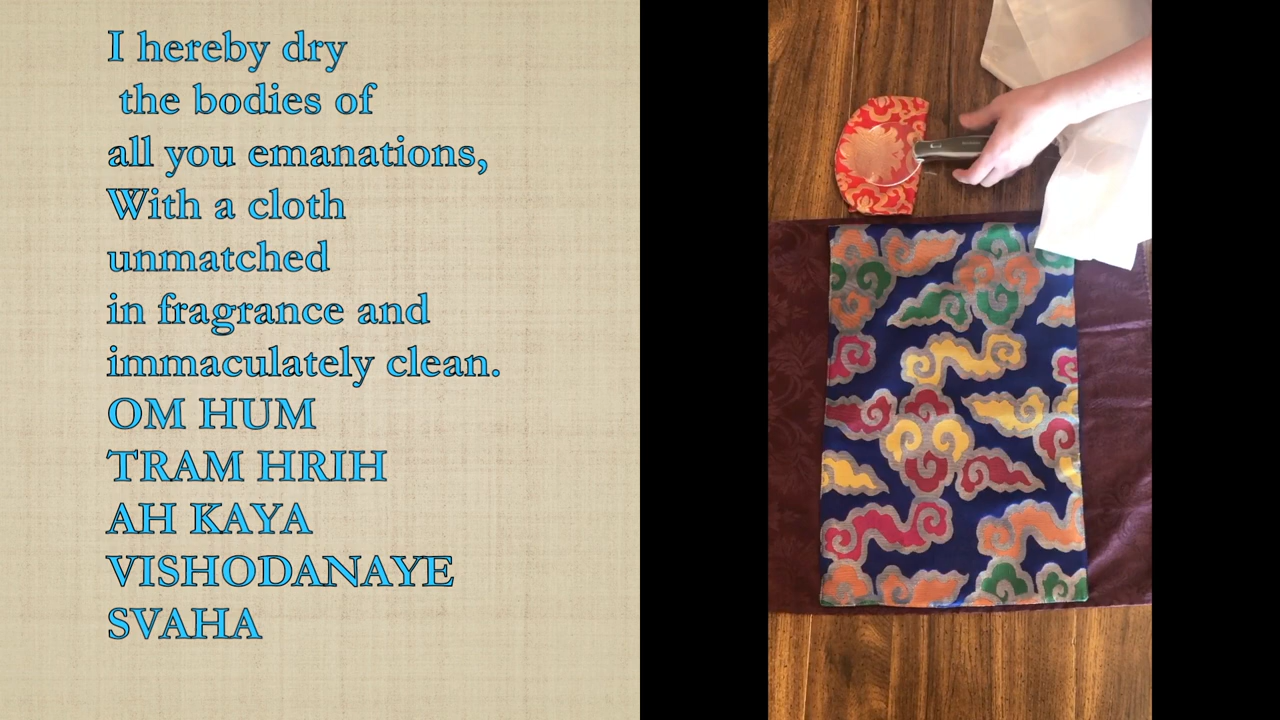 I hereby dry
the bodies of
all you emanations,
With a cloth
unmatched
in fragrance and
immaculately clean.
OM HUM
TRAM HRIH
AH KAYA
VISHODANAYE
SVAHA